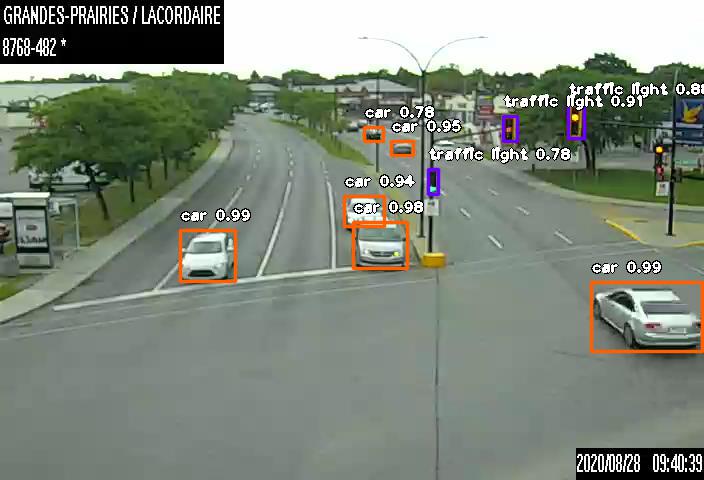 GRANDES-PRAIRIES / LACORDAIRE
8768-482 *
traffic light 0.88
traffic light 0.91
car 0.78
car 0.95
traffic light 0.78
car 0.94
car 0.98
car 0.99
car 0.99
2020/08/28 09:40:39